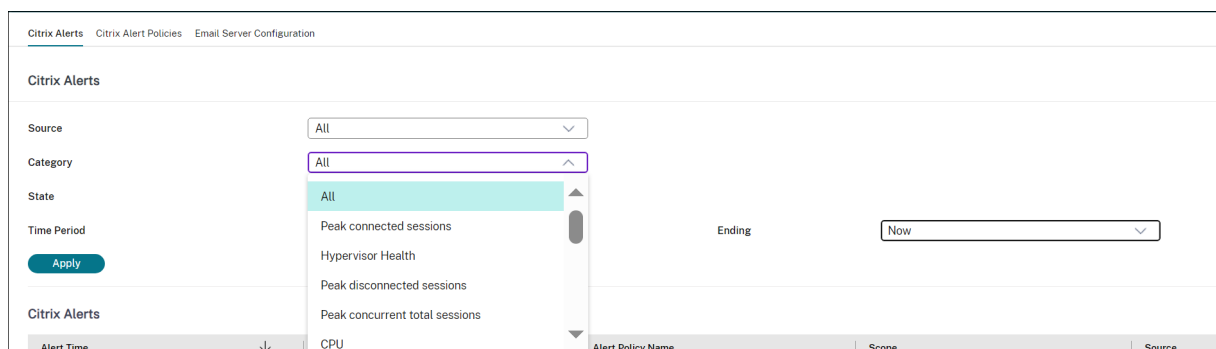 Citrix Alerts Citrix Alert Policies Email Server Configuration
Citrix Alerts
Source All
Category All
State All
Time Period Peak connected sessions Ending Now
Apply Hypervisor Health
Peak disconnected sessions
Citrix Alerts Peak concurrent total sessions
Alert Time CPU Alert Policy Name Scope Source